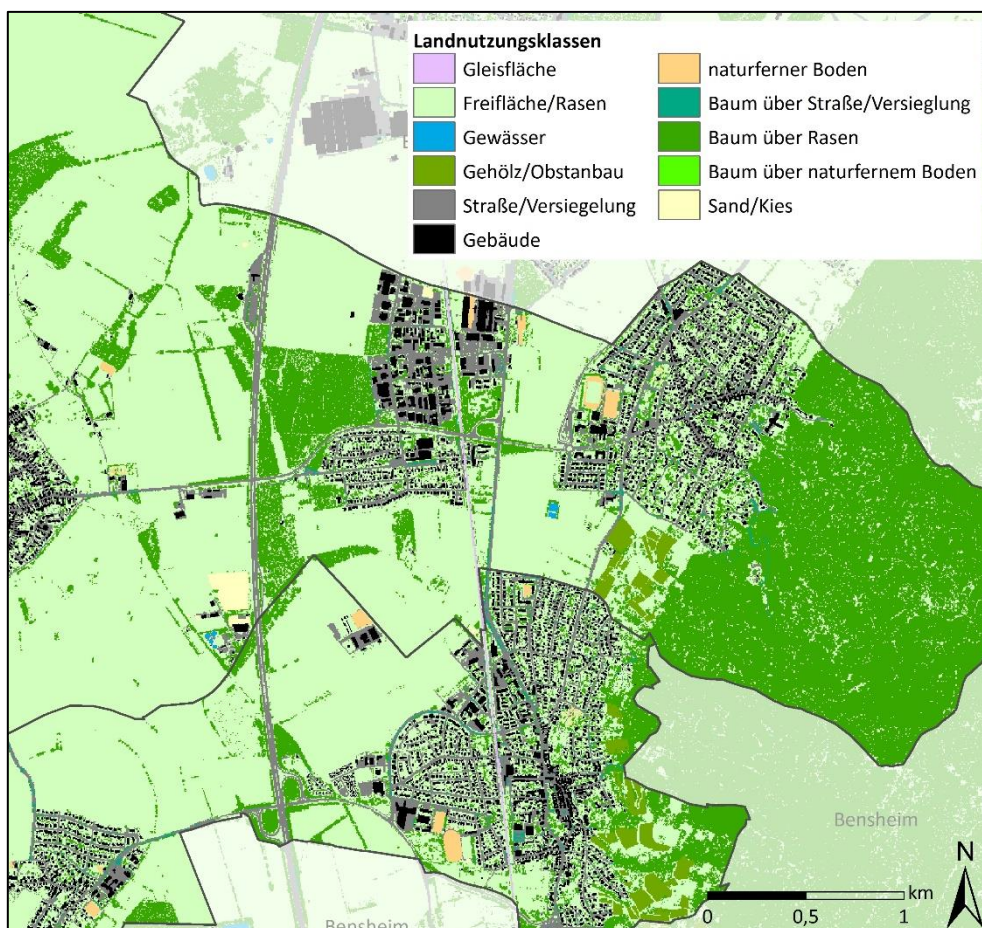 Landnutzungsklassen
Gleisfläche
Freifläche/Rasen
Gewässer
Gehölz/Obstanbau
Straße/Versiegelung
Gebäude
naturferner Boden
Baum über Straße/Versieglung
Baum über Rasen
Baum über naturfernem Boden
Sand/Kies
Bensheim
Bensheim
N
km
0 0,5 1